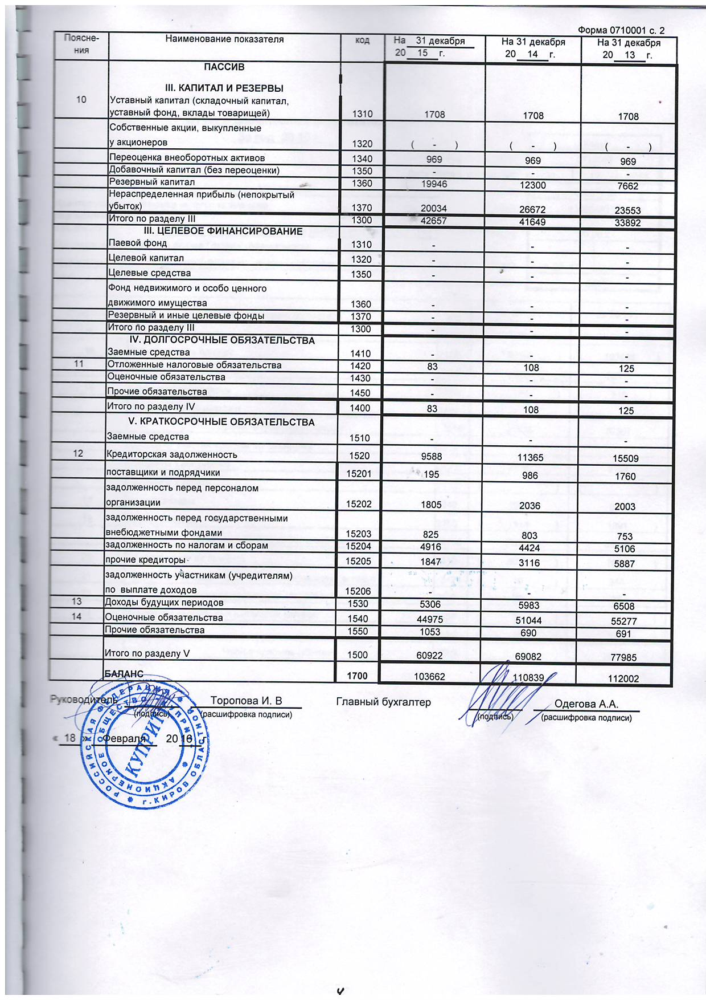 Форма 0710001 с. 2
Поясне- Наименование показателя код На 31 декабря На 31 декабря На 31 декабря
ния 20 15 г. 20 14 г. 20 13 г.
ПАССИВ
III. КАПИТАЛ И РЕЗЕРВЫ
10 Уставный капитал (складочный капитал,
уставный фонд, вклады товарищей) 1310 1708 1708 1708
Собственные акции, выкупленные
у акционеров 1320 ( - ) ( - ) ( - )
Переоценка внеоборотных активов 1340 969 969 969
Добавочный капитал (без переоценки) 1350 - - -
Резервный капитал 1360 19946 12300 7662
Нераспределенная прибыль (непокрытый
убыток) 1370 20034 26672 23553
Итого по разделу III 1300 42657 41649 33892
III. ЦЕЛЕВОЕ ФИНАНСИРОВАНИЕ
Паевой фонд 1310 - - -
Целевой капитал 1320 - - -
Целевые средства 1350 - - -
Фонд недвижимого и особо ценного
движимого имущества 1360 - - -
Резервный и иные целевые фонды 1370 - - -
Итого по разделу III 1300 - - -
IV. ДОЛГОСРОЧНЫЕ ОБЯЗАТЕЛЬСТВА
Заемные средства 1410 - - -
11 Отложенные налоговые обязательства 1420 83 108 125
Оценочные обязательства 1430 - - -
Прочие обязательства 1450 - - -
Итого по разделу IV 1400 83 108 125
V. КРАТКОСРОЧНЫЕ ОБЯЗАТЕЛЬСТВА
Заемные средства 1510 - - -
12 Кредиторская задолженность 1520 9588 11365 15509
поставщики и подрядчики 15201 195 986 1760
задолженность перед персоналом
организации 15202 1805 2036 2003
задолженность перед государственными
внебюджетными фондами 15203 825 803 753
задолженность по налогам и сборам 15204 4916 4424 5106
прочие кредиторы 15205 1847 3116 5887
задолженность участникам (учредителям)
по выплате доходов 15206 - - -
13 Доходы будущих периодов 1530 5306 5983 6508
14 Оценочные обязательства 1540 44975 51044 55277
Прочие обязательства 1550 1053 690 691
Итого по разделу V 1500 60922 69082 77985
БАЛАНС 1700 103662 110839 112002
Руководитель Торопова И. В Главный бухгалтер Одегова А.А.
(подпись) (расшифровка подписи) (подпись) (расшифровка подписи)
« 18 » Февраля 20 16 г
РОССИЙСКАЯ ФЕДЕРАЦИЯ
г.КИРОВ
АКЦИОНЕРНОЕ ОБЩЕСТВО
КУПРИТ
4